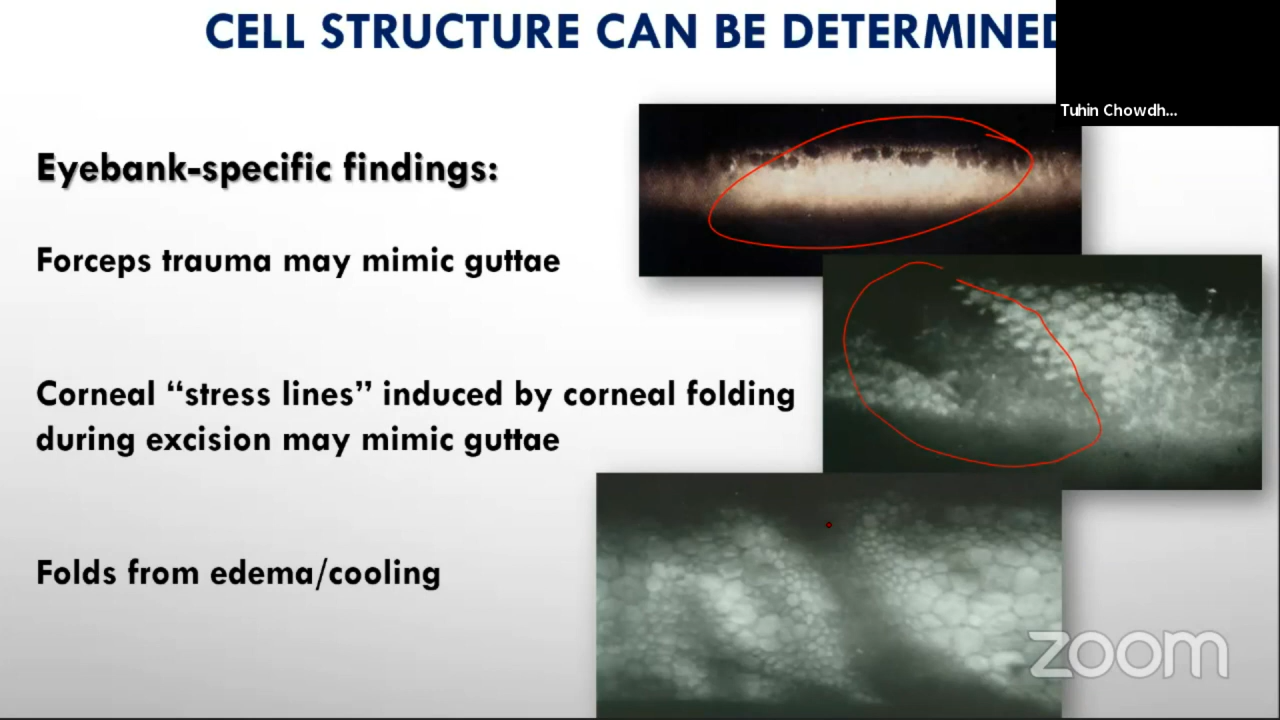 CELL STRUCTURE CAN BE DETERMINED
Tuhin Chowdh...
Eyebank-specific findings:
Forceps trauma may mimic guttae
Corneal “stress lines” induced by corneal folding
during excision may mimic guttae
Folds from edema/cooling
zoom